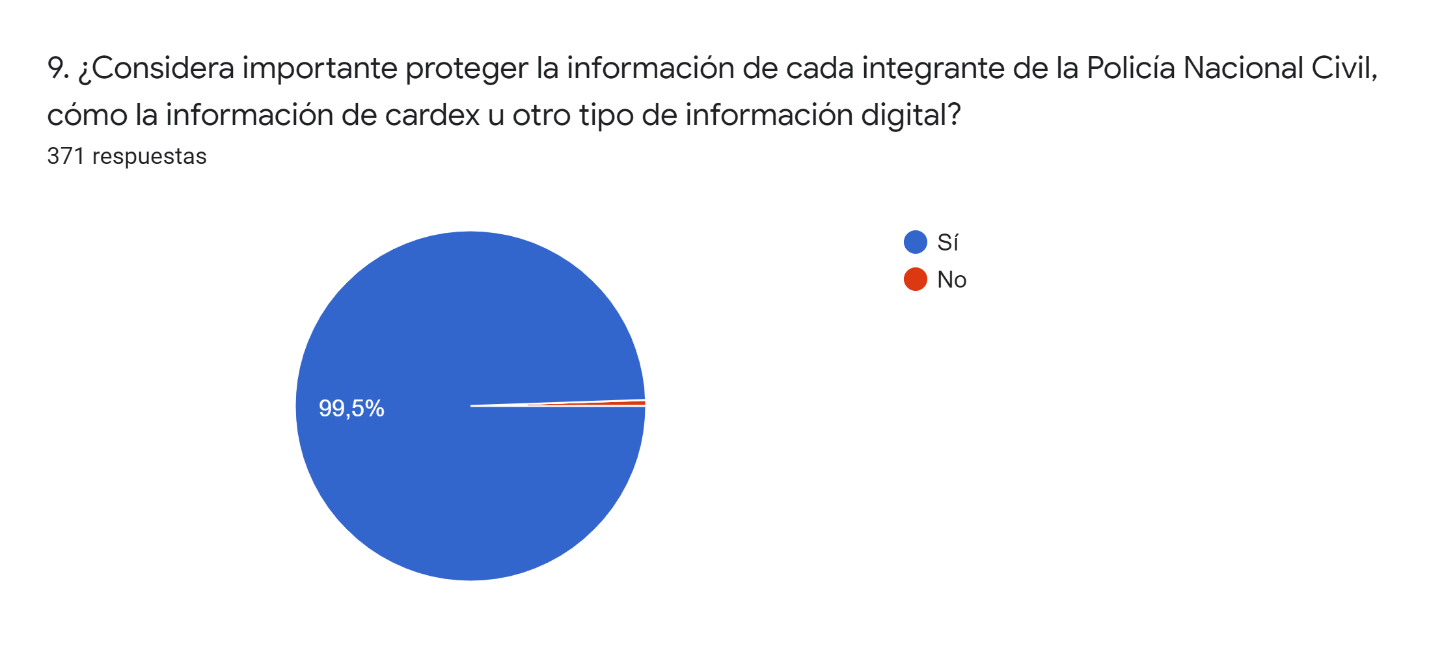 9. ¿Considera importante proteger la información de cada integrante de la Policía Nacional Civil,
cómo la información de cardex u otro tipo de información digital?
371 respuestas
Sí
No
99,5%